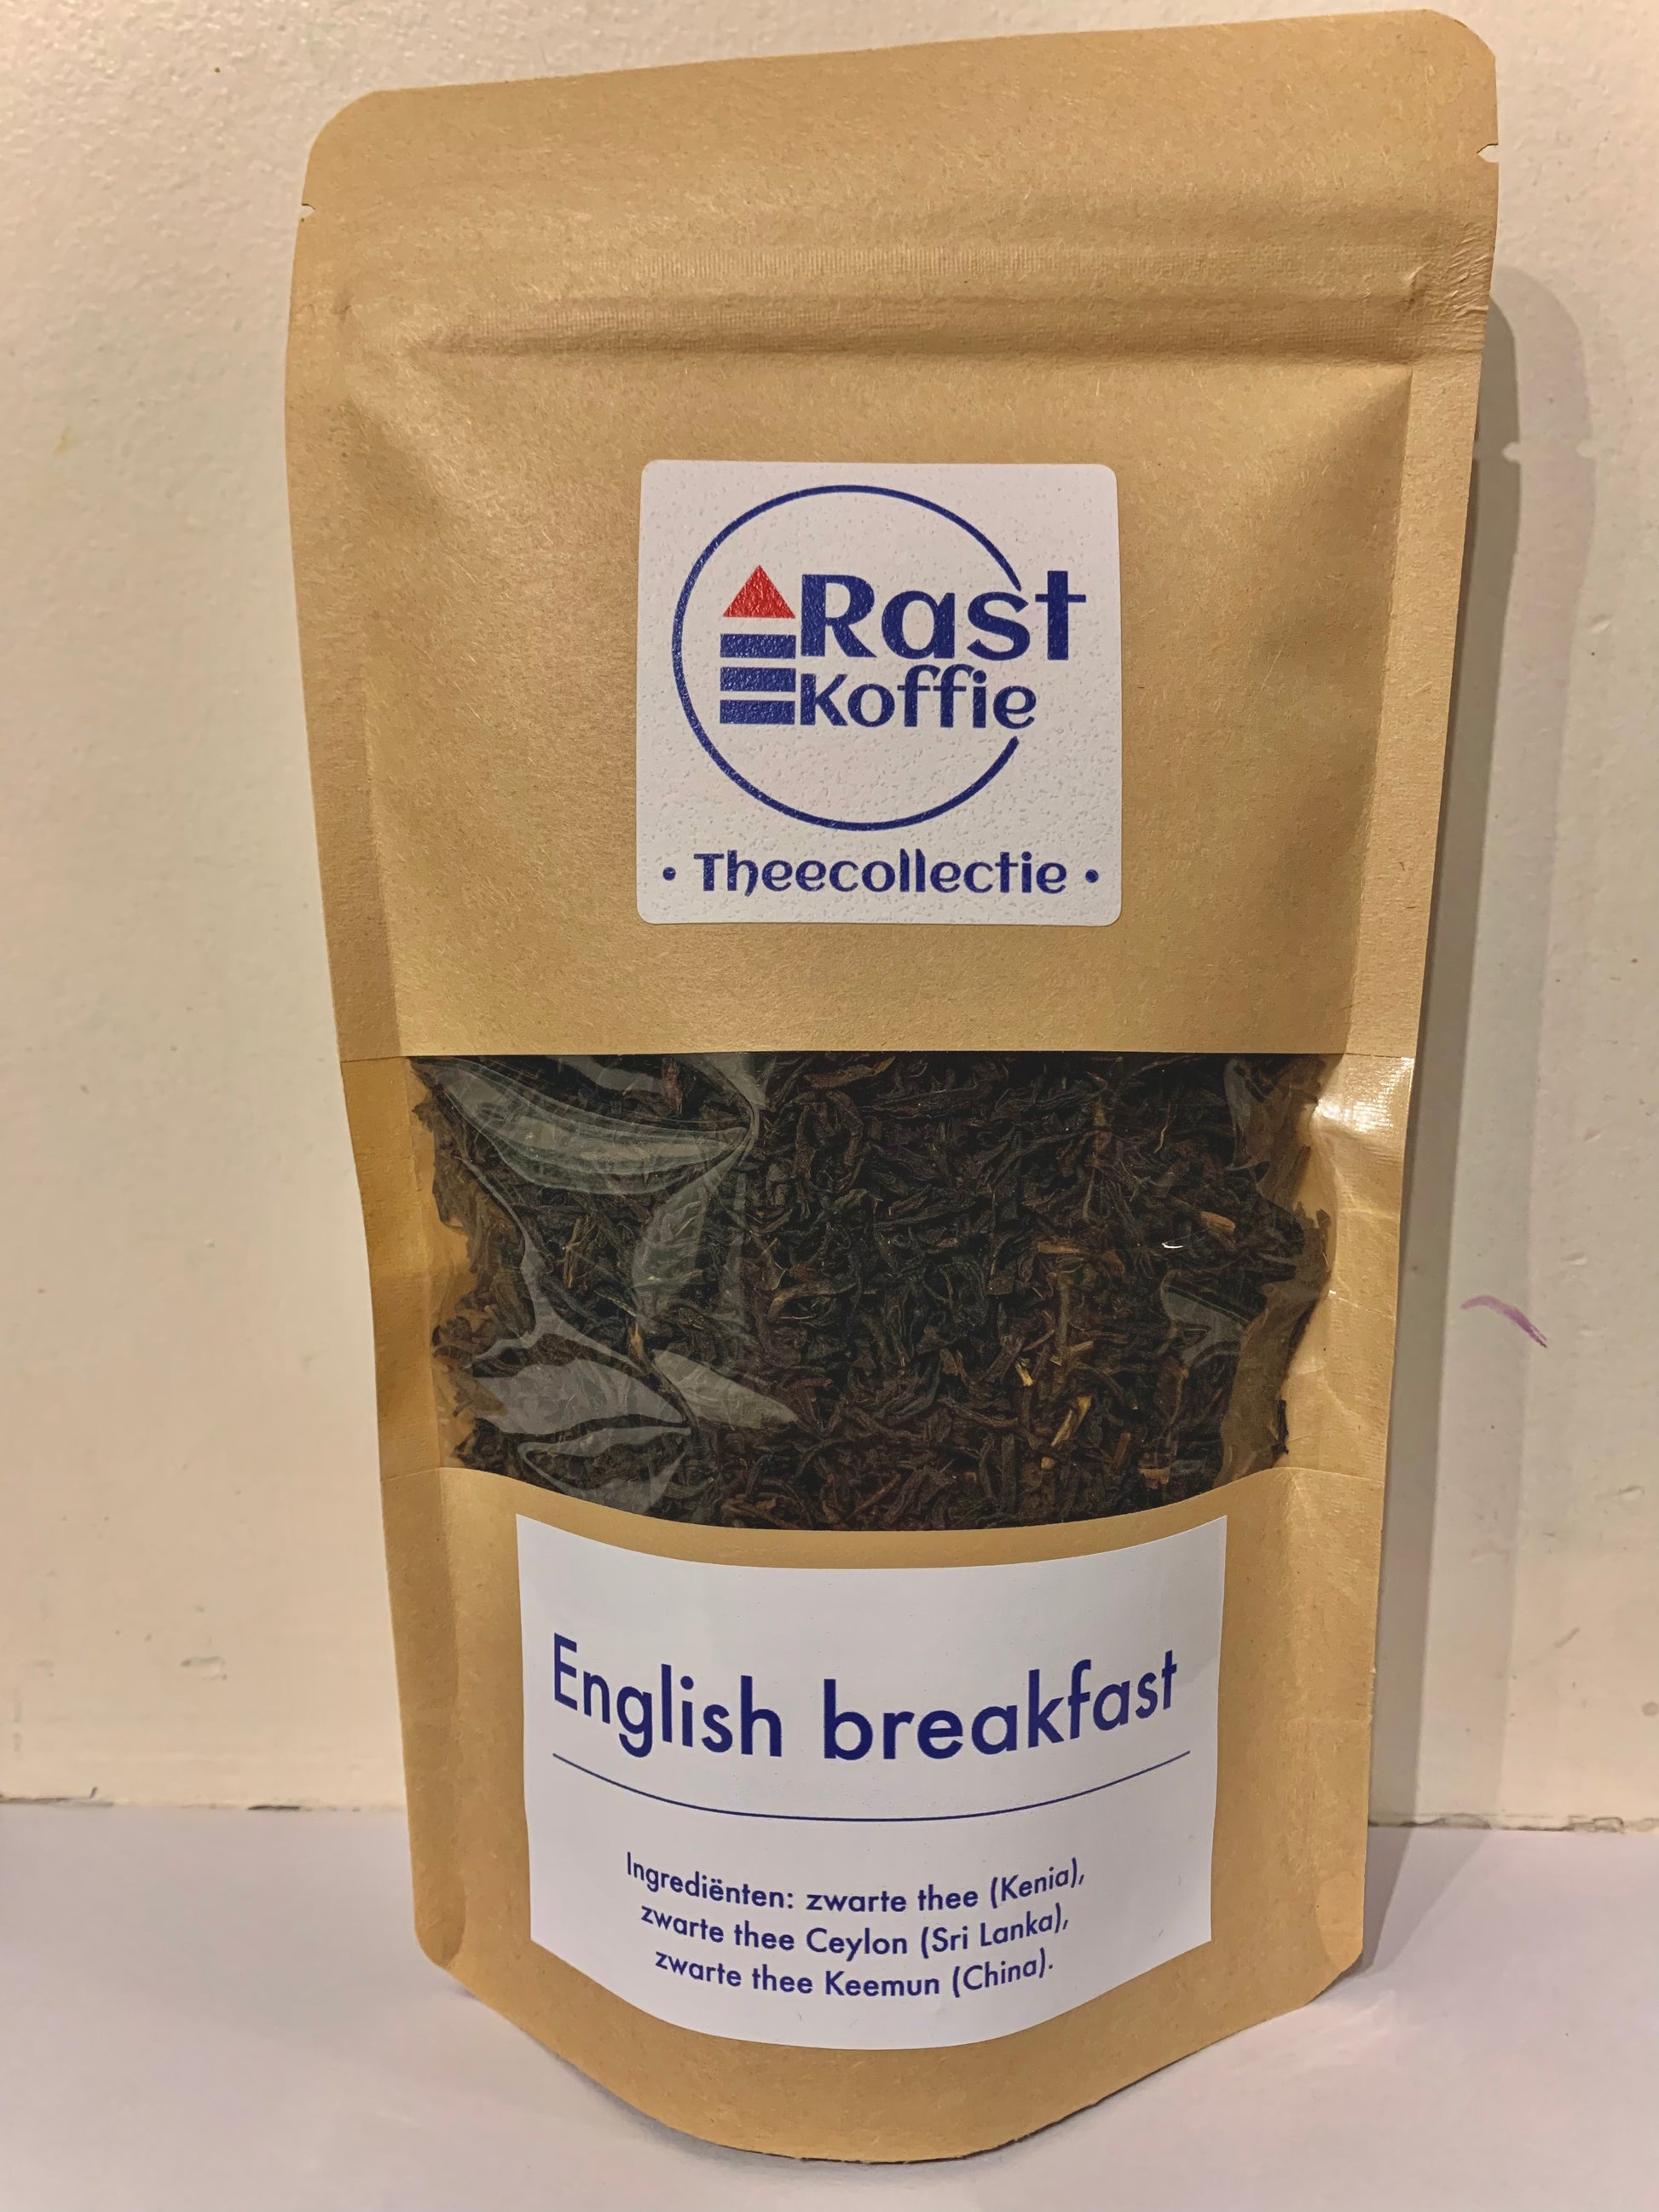 Rast
Koffie
• Theecollectie •
English breakfast
Ingrediënten: zwarte thee (Kenia),
zwarte thee Ceylon (Sri Lanka),
zwarte thee Keemun (China).